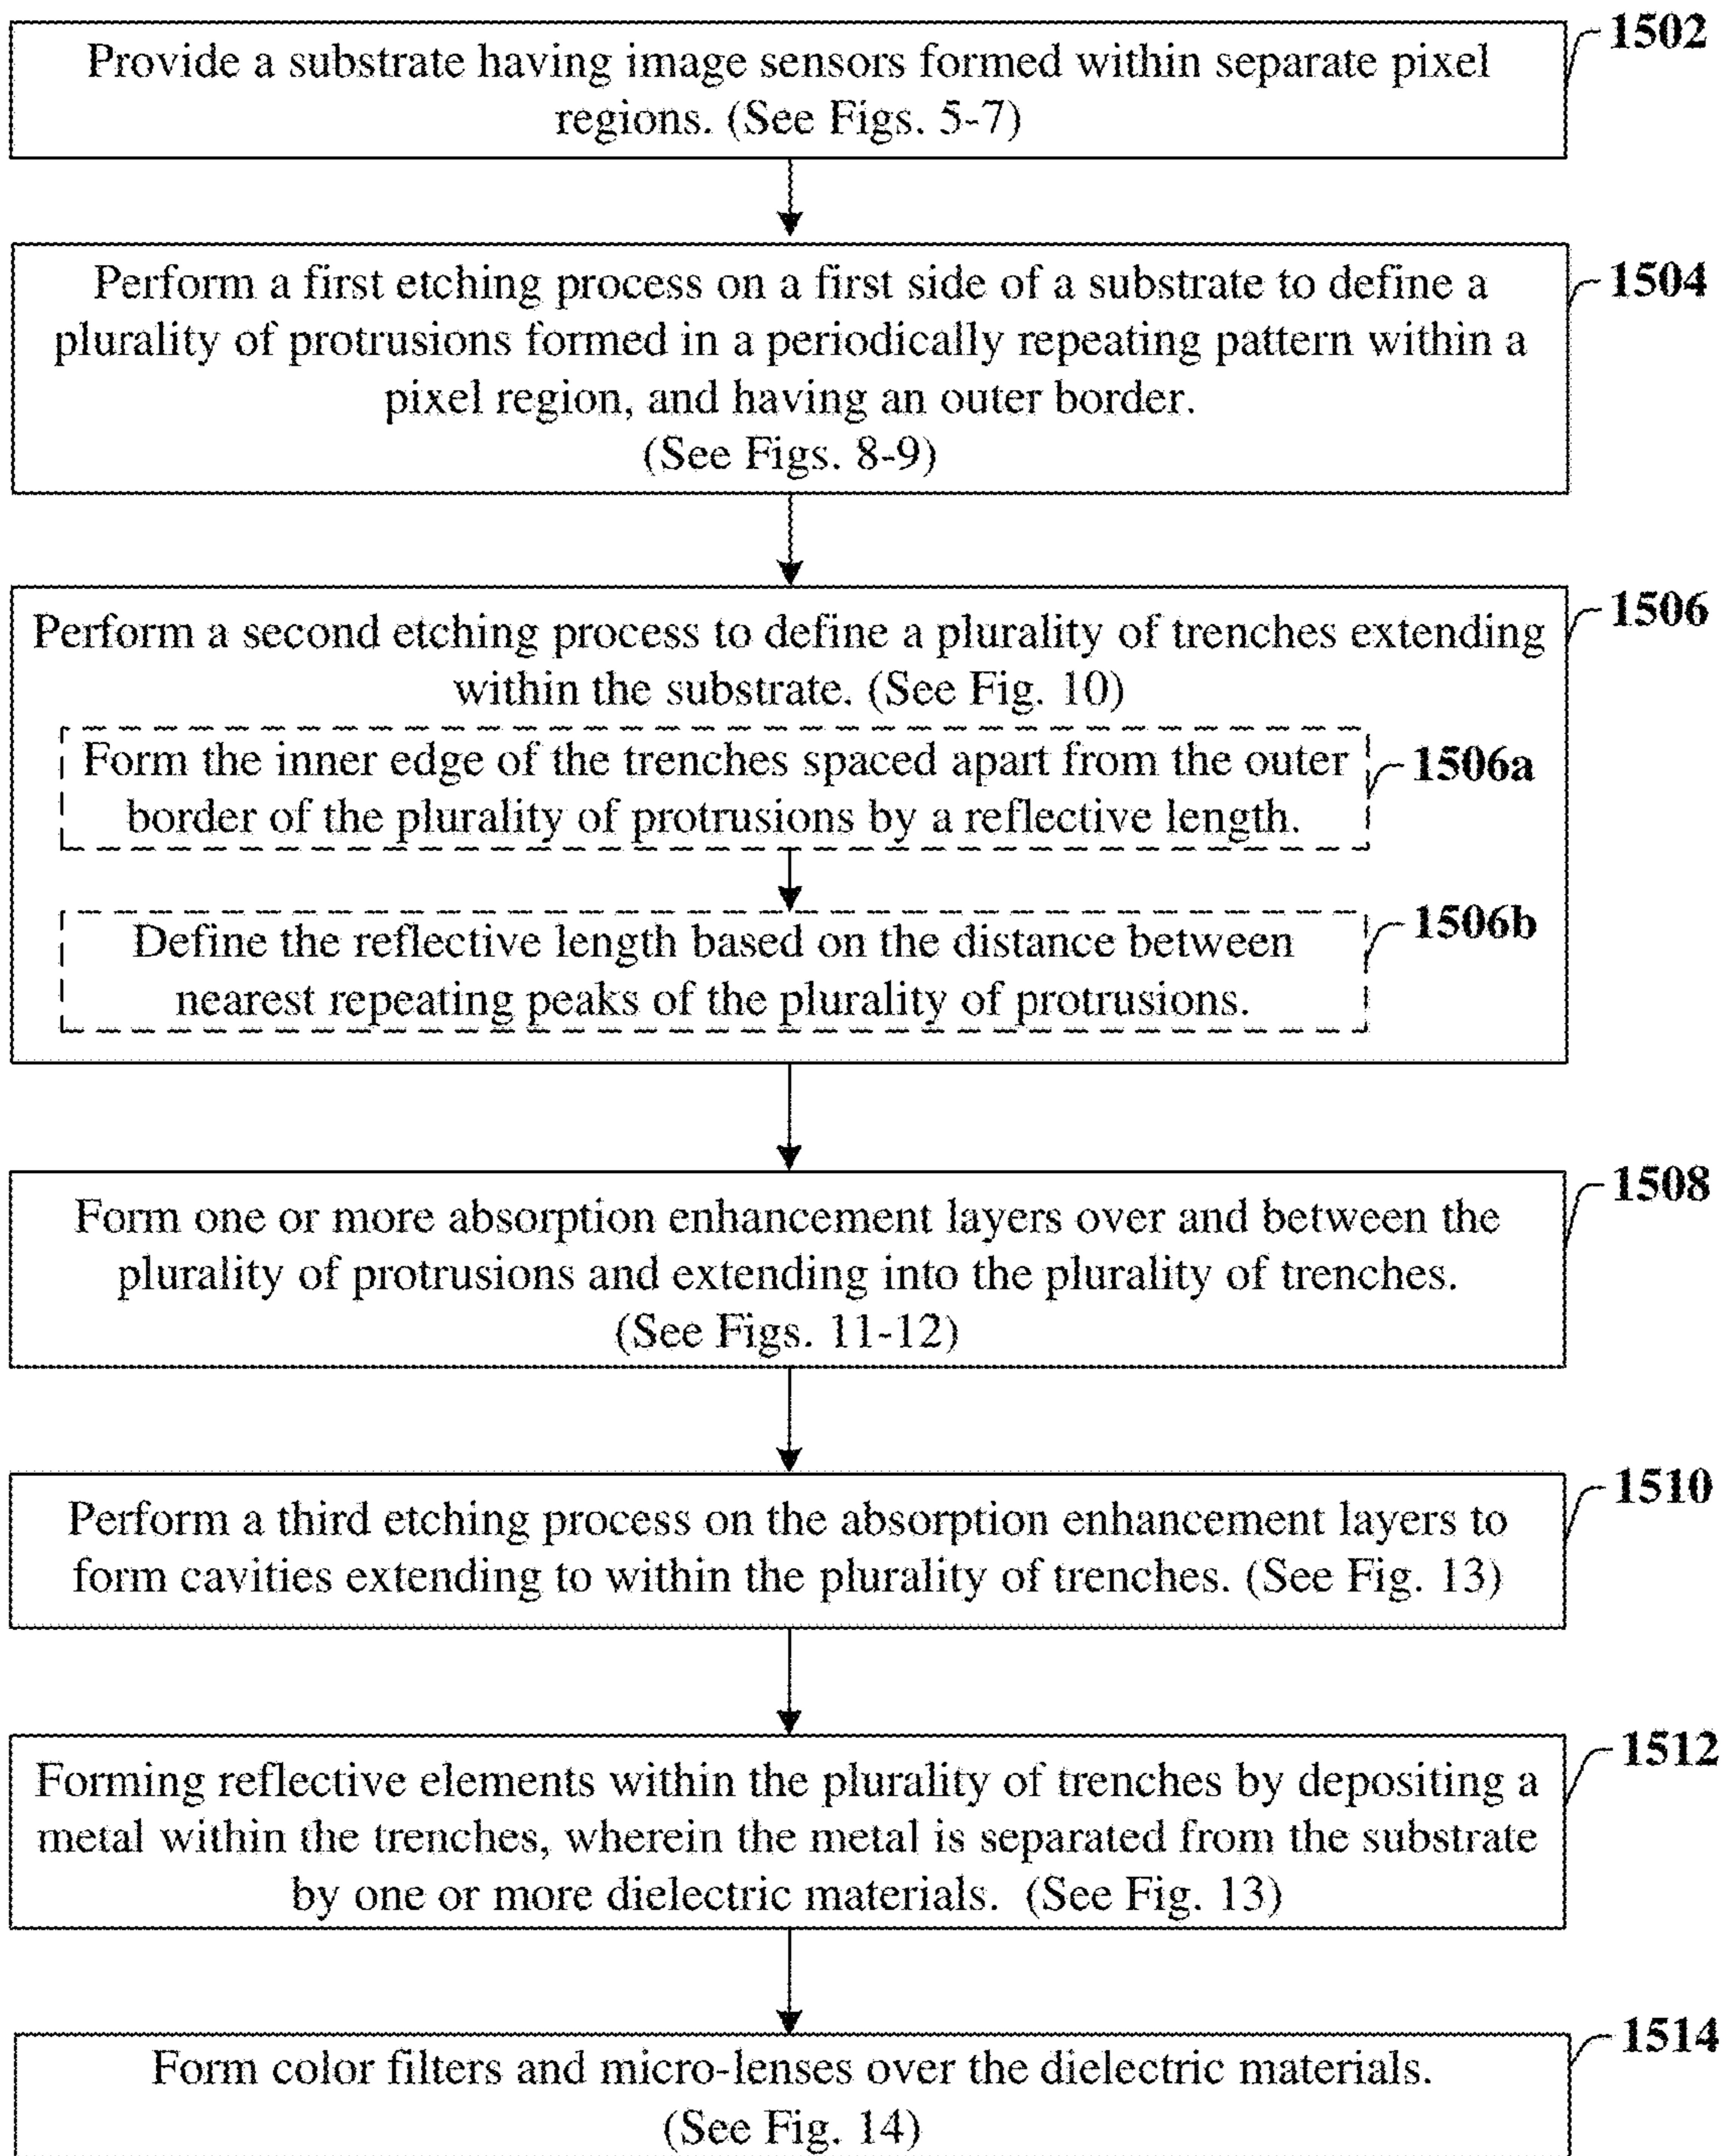 1502
Provide a substrate having image sensors formed within separate pixel
regions. (See Figs. 5-7)
1504
Perform a first etching process on a first side of a substrate to define a
plurality of protrusions formed in a periodically repeating pattern within a
pixel region, and having an outer border.
(See Figs. 8-9)
1506
Perform a second etching process to define a plurality of trenches extending
within the substrate. (See Fig. 10)
Form the inner edge of the trenches spaced apart from the outer
1506a
border of the plurality of protrusions by a reflective length.
1506b
Define the reflective length based on the distance between
nearest repeating peaks of the plurality of protrusions.
1508
Form one or more absorption enhancement layers over and between the
plurality of protrusions and extending into the plurality of trenches.
(See Figs. 11-12)
1510
Perform a third etching process on the absorption enhancement layers to
form cavities extending to within the plurality of trenches. (See Fig. 13)
1512
Forming reflective elements within the plurality of trenches by depositing a
metal within the trenches, wherein the metal is separated from the substrate
by one or more dielectric materials. (See Fig. 13)
1514
Form color filters and micro-lenses over the dielectric materials.
(See Fig. 14)